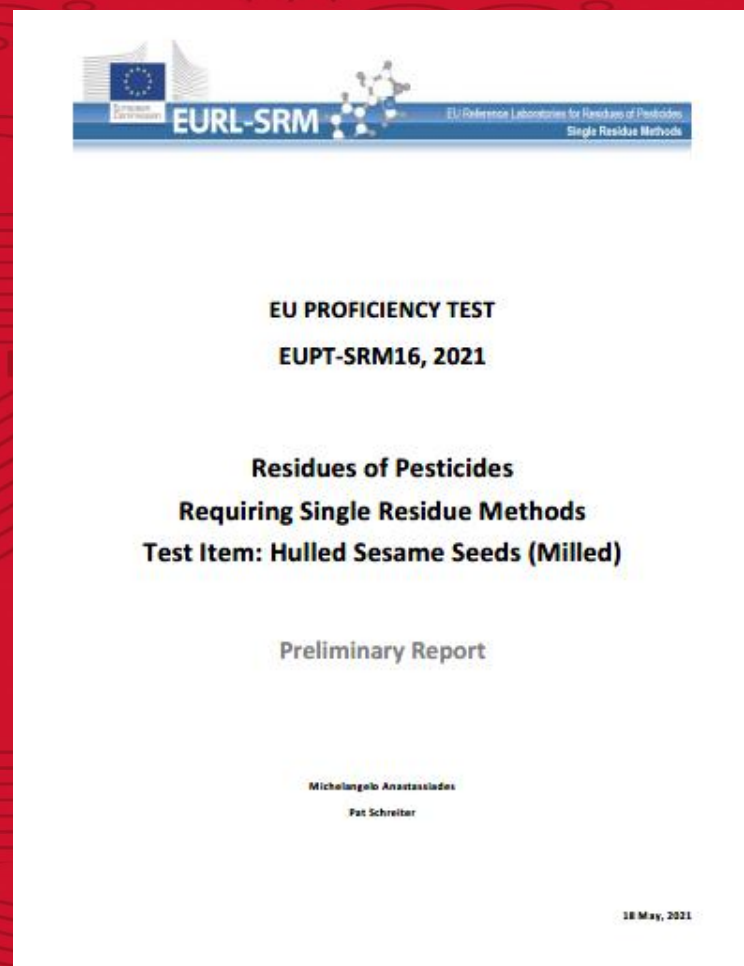 European
Commission
EURL-SRM
EU Reference Laboratories for Residues of Pesticides
Single Residue Methods
EU PROFICIENCY TEST
EUPT-SRM16, 2021
Residues of Pesticides
Requiring Single Residue Methods
Test Item: Hulled Sesame Seeds (Milled)
Preliminary Report
Michelangelo Anastassiades
Pat Schreiter
18 May, 2021